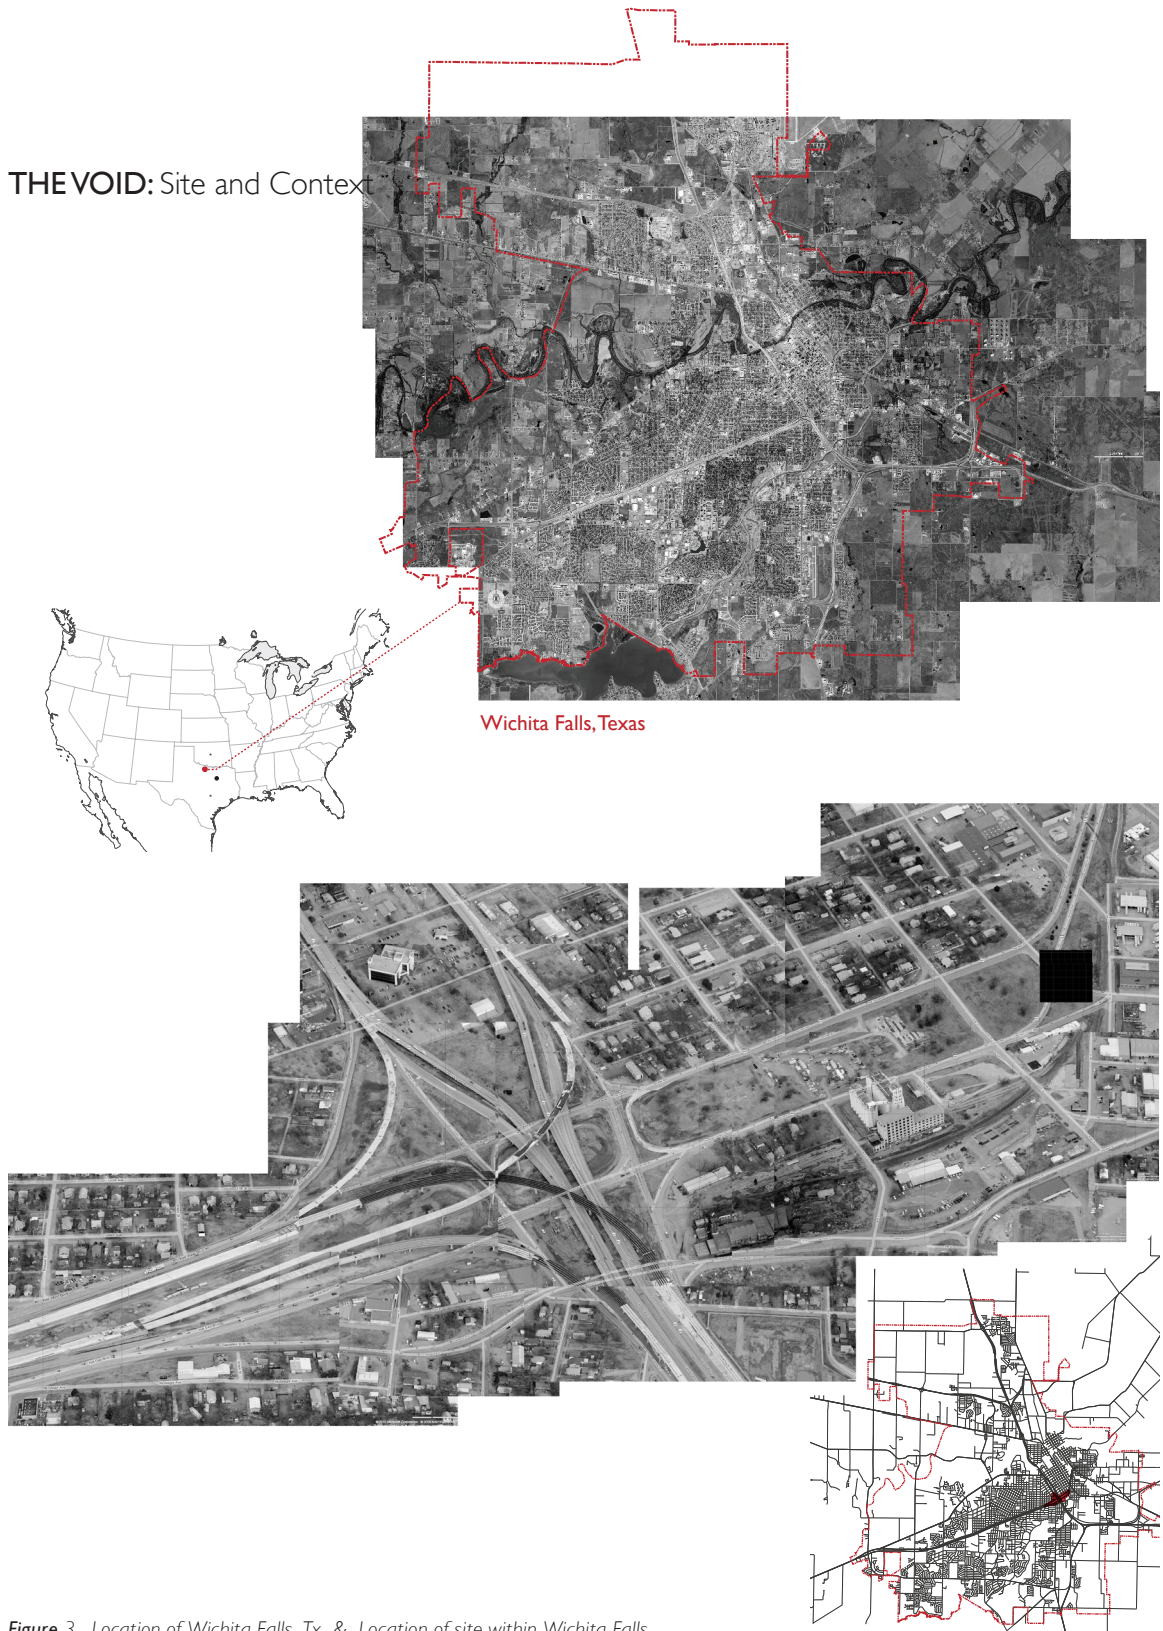 THE VOID: Site and Context
Wichita Falls, Texas
Figure 3. Location of Wichita Falls, Tx. & Location of site within Wichita Falls